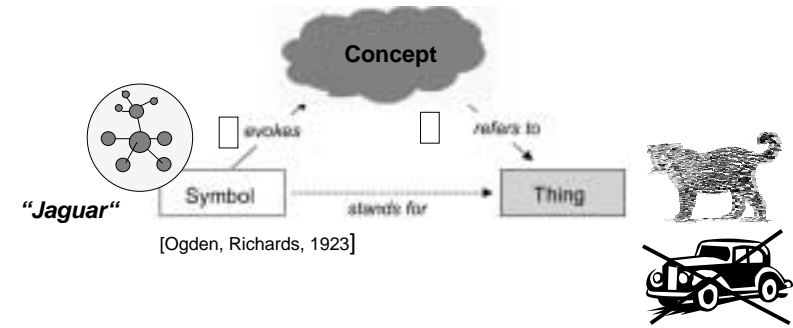 Concept
evokes
refers to
Symbol
Thing
stands for
“Jaguar“
[Ogden, Richards, 1923]